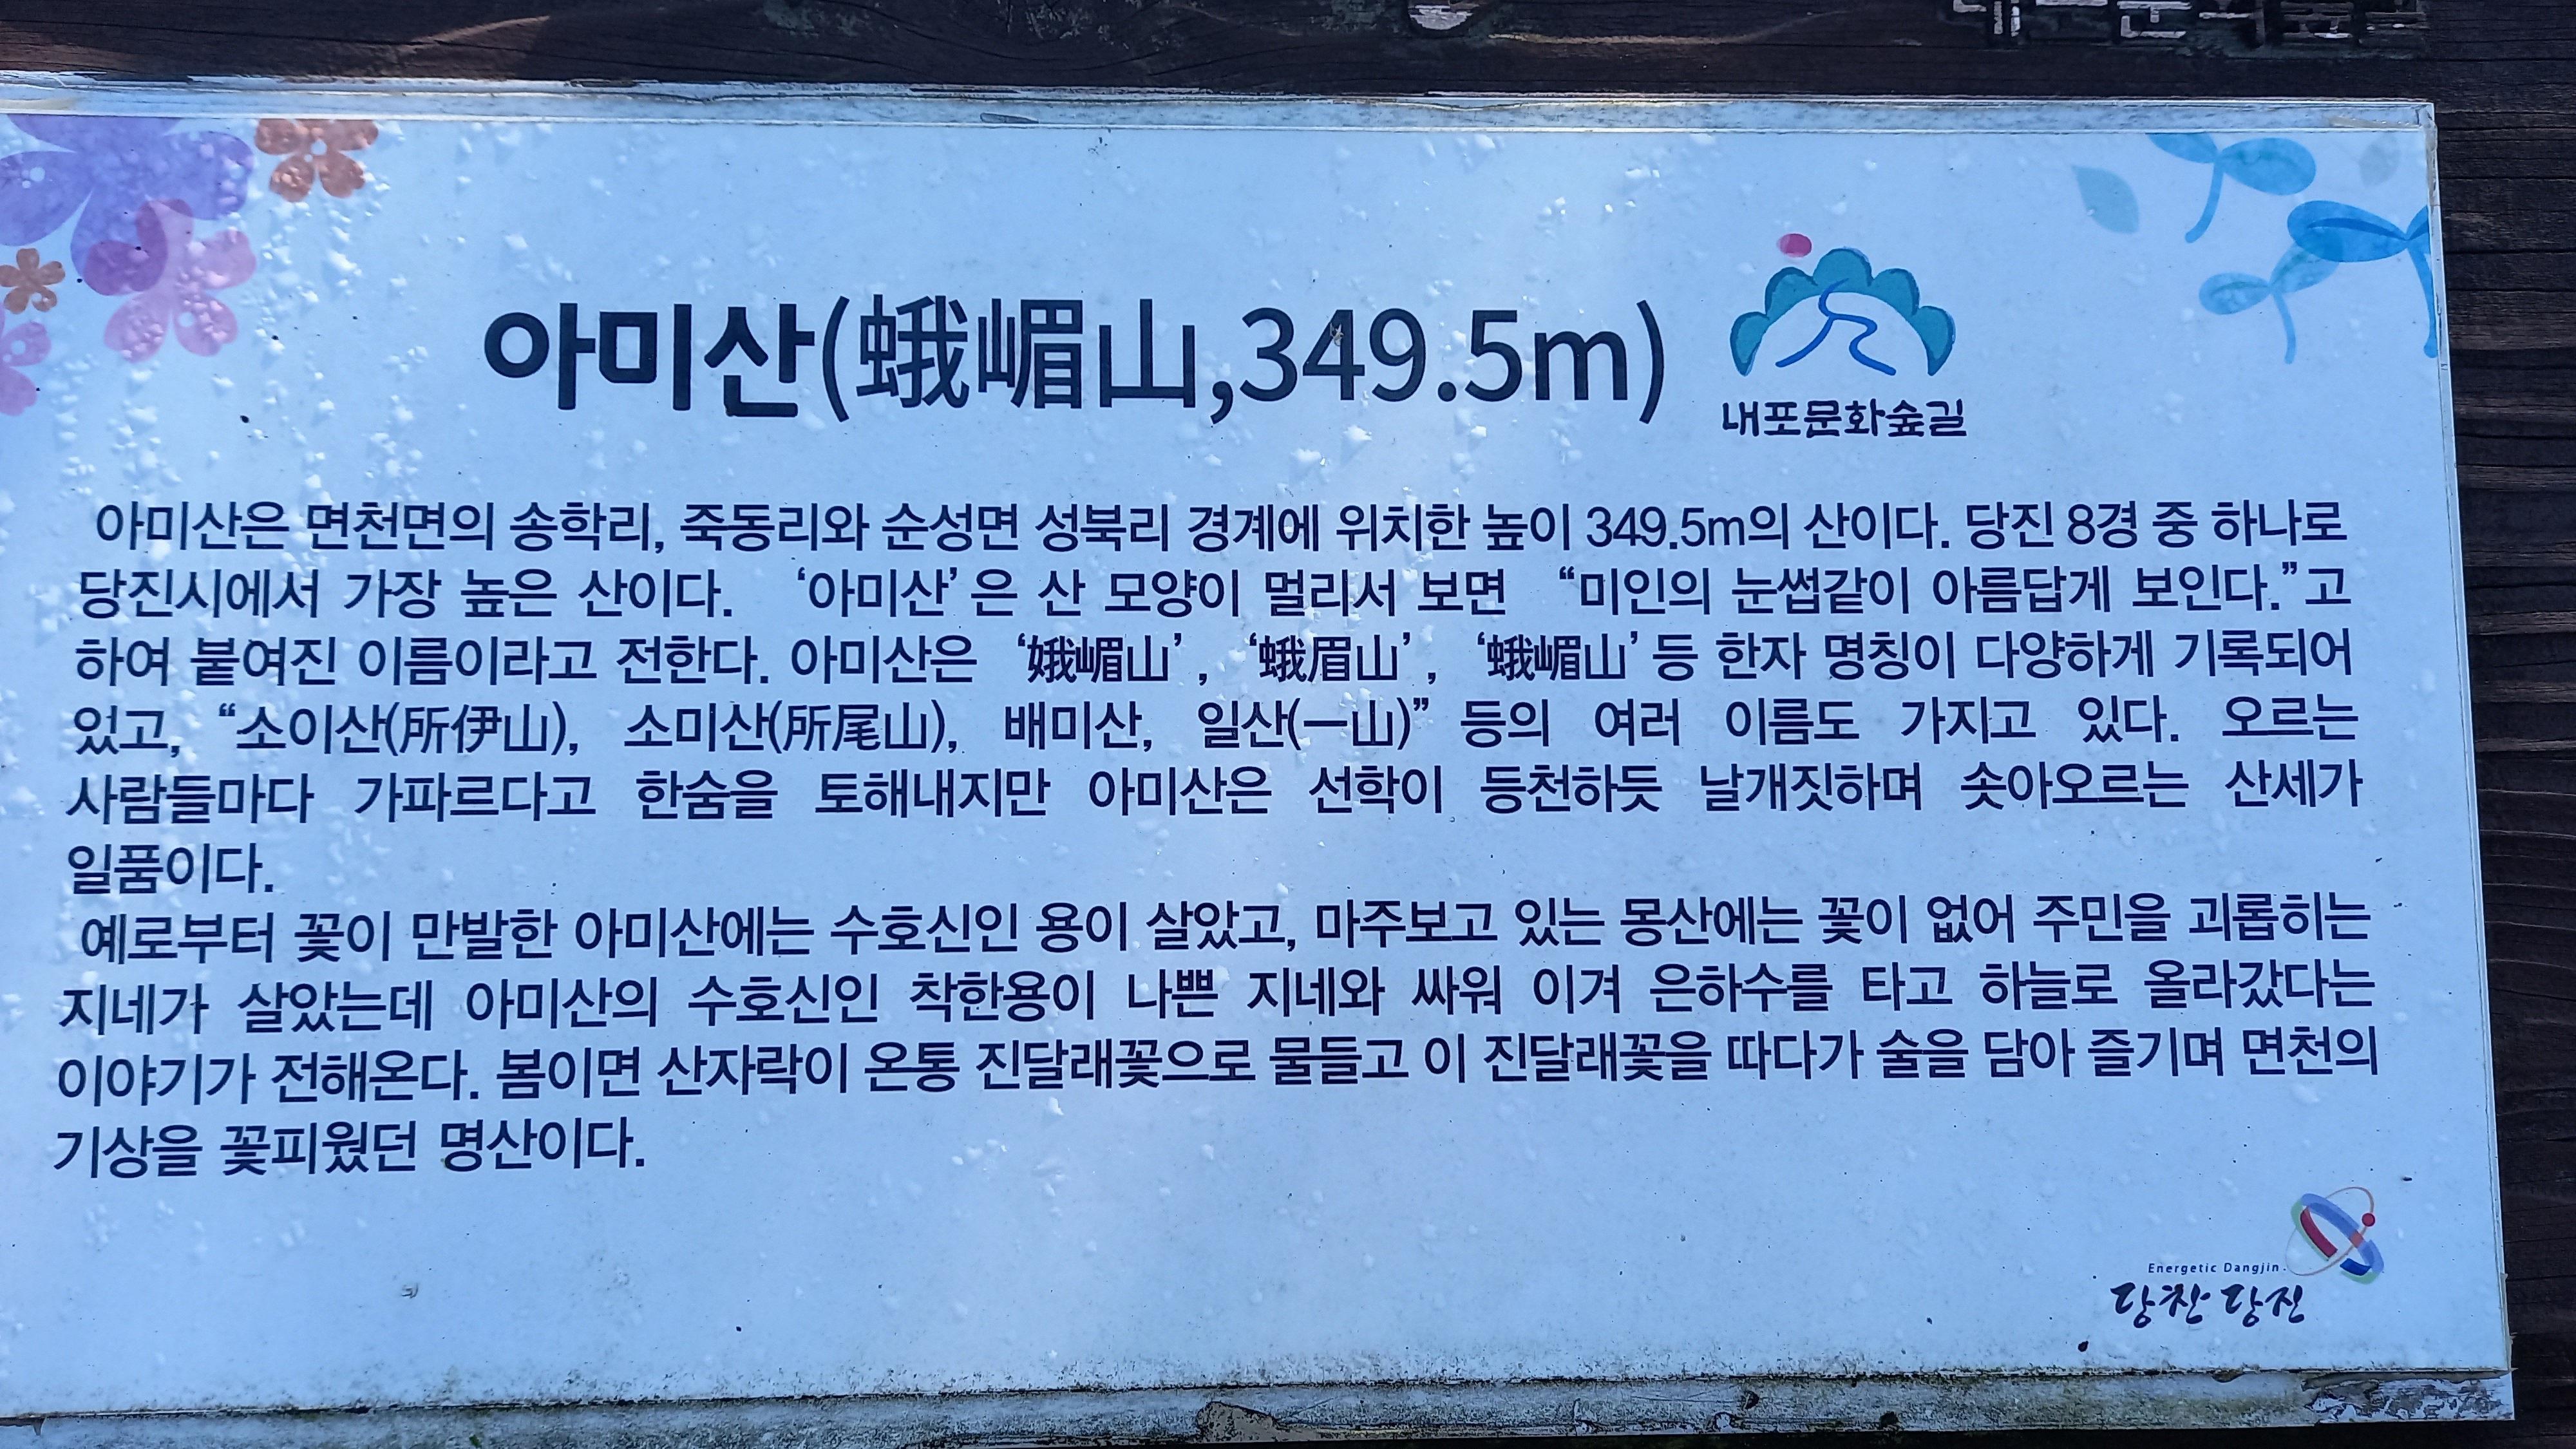 아미산(蛾嵋山,349.5m)
내포문화숲길
아미산은 면천면의 송학리, 죽동리와 순성면 성북리 경계에 위치한 높이 349.5m의 산이다. 당진 8경 중 하나로
당진시에서 가장 높은 산이다. ‘아미산’은 산 모양이 멀리서 보면 “미인의 눈썹같이 아름답게 보인다.”고
하여 붙여진 이름이라고 전한다. 아미산은 ‘娥嵋山’, ‘蛾眉山’, ‘蛾嵋山’등 한자 명칭이 다양하게 기록되어
있고, “소이산(所伊山), 소미산(所尾山), 배미산, 일산(一山)” 등의 여러 이름도 가지고 있다. 오르는
사람들마다 가파르다고 한숨을 토해내지만 아미산은 선학이 등천하듯 날개짓하며 솟아오르는 산세가
일품이다.
예로부터 꽃이 만발한 아미산에는 수호신인 용이 살았고, 마주보고 있는 몽산에는 꽃이 없어 주민을 괴롭히는
지네가 살았는데 아미산의 수호신인 착한용이 나쁜 지네와 싸워 이겨 은하수를 타고 하늘로 올라갔다는
이야기가 전해온다. 봄이면 산자락이 온통 진달래꽃으로 물들고 이 진달래꽃을 따다가 술을 담아 즐기며 면천의
기상을 꽃피웠던 명산이다.
Energetic Dangjin
당찬 당진